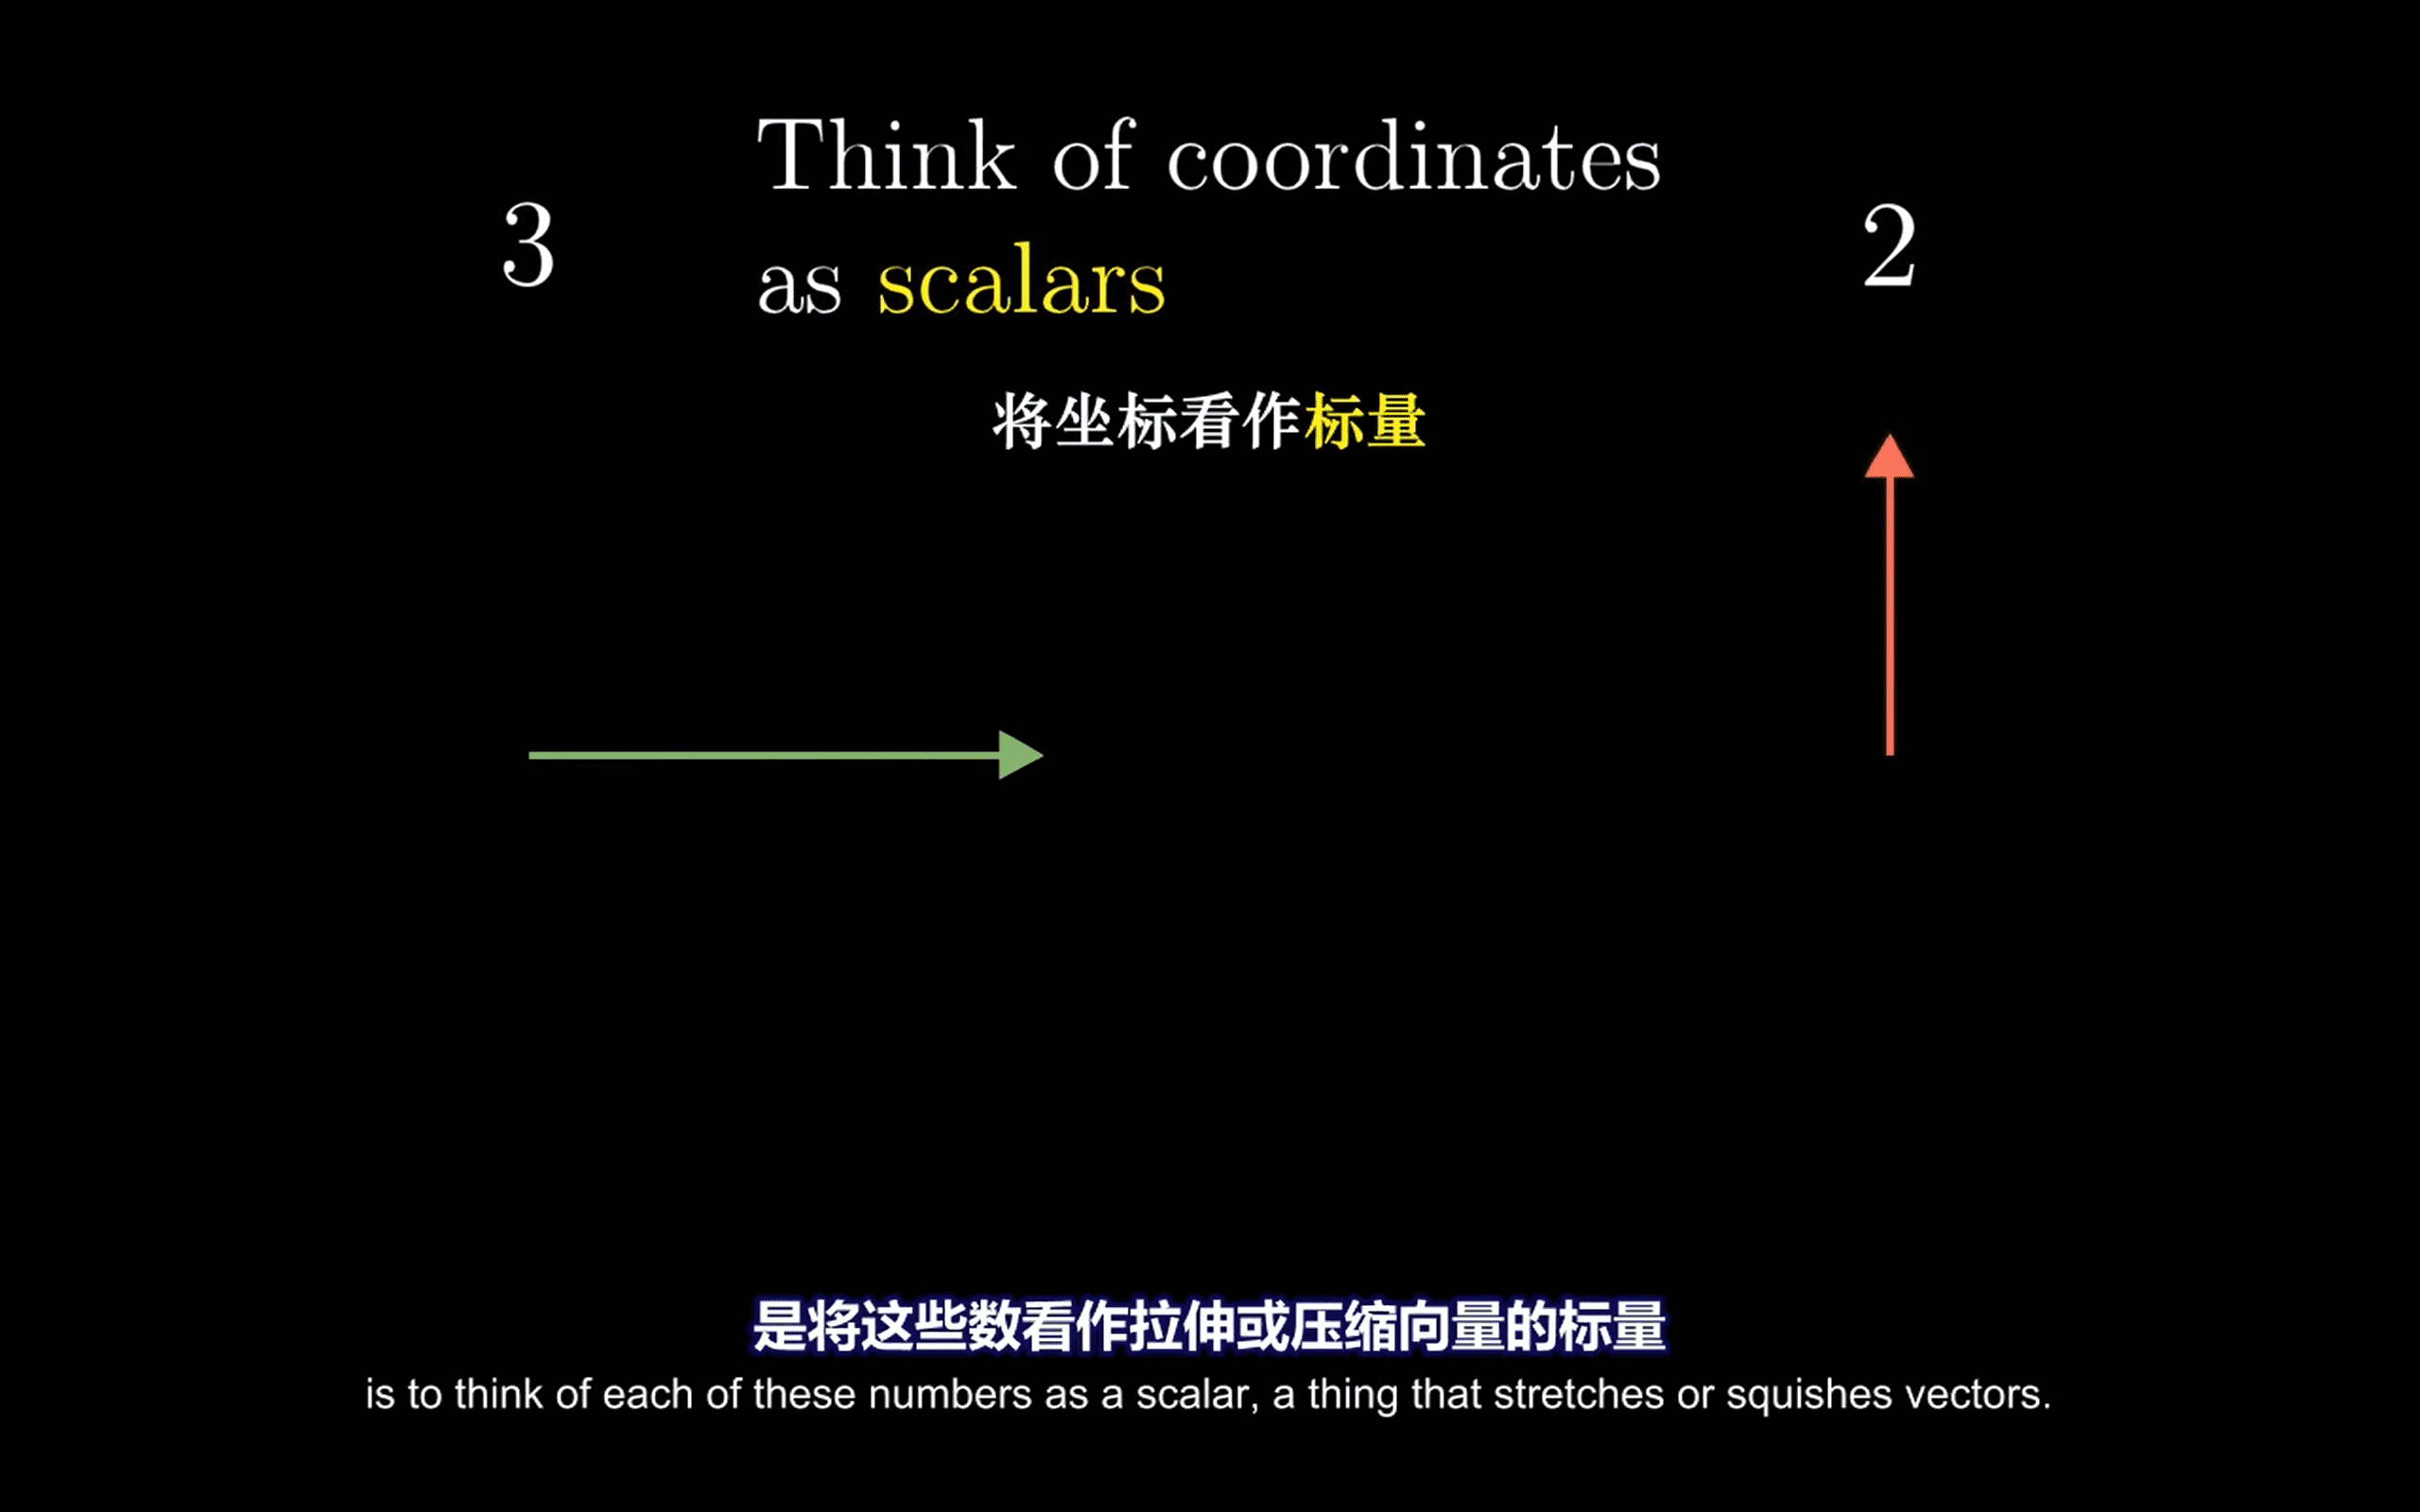 Think of coordinates
3
2
as scalars
将坐标看作标量
是将这些数看作拉伸或压缩向量的标量
is to think of each of these numbers as a scalar, a thing that stretches or squishes vectors.